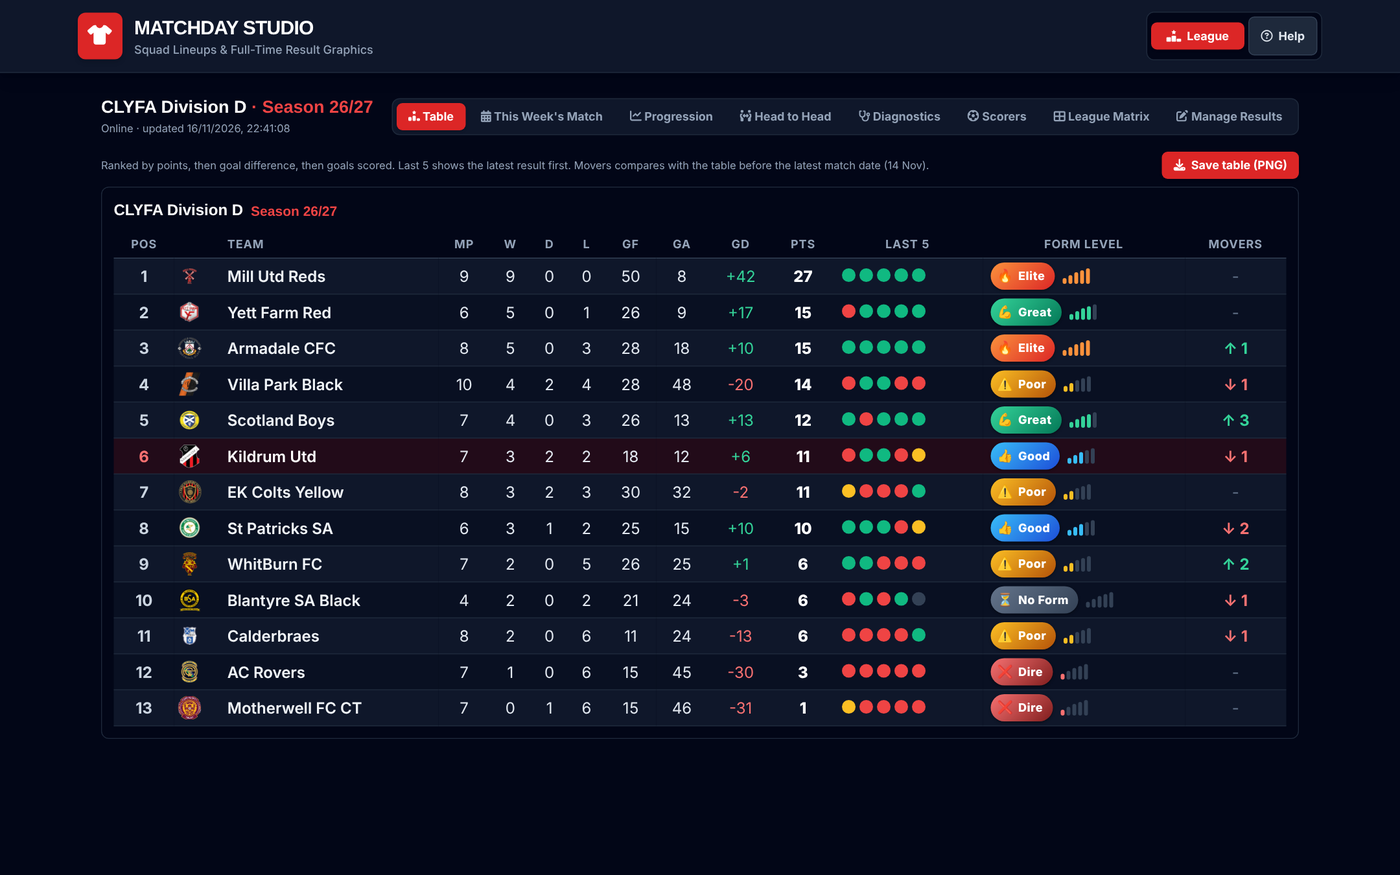 MATCHDAY STUDIO
Squad Lineups & Full-Time Result Graphics
League
Help
CLYFA Division D · Season 26/27
Online · updated 16/11/2026, 22:41:08
Table
This Week's Match
Progression
Head to Head
Diagnostics
Scorers
League Matrix
Manage Results
Ranked by points, then goal difference, then goals scored. Last 5 shows the latest result first. Movers compares with the table before the latest match date (14 Nov).
Save table (PNG)
CLYFA Division D Season 26/27
POS TEAM MP W D L GF GA GD PTS LAST 5 FORM LEVEL MOVERS
1 Mill Utd Reds 9 9 0 0 50 8 +42 27 Elite -
2 Yett Farm Red 6 5 0 1 26 9 +17 15 Great -
3 Armadale CFC 8 5 0 3 28 18 +10 15 Elite ↑ 1
4 Villa Park Black 10 4 2 4 28 48 -20 14 Poor ↓ 1
5 Scotland Boys 7 4 0 3 26 13 +13 12 Great ↑ 3
6 Kildrum Utd 7 3 2 2 18 12 +6 11 Good ↓ 1
7 EK Colts Yellow 8 3 2 3 30 32 -2 11 Poor -
8 St Patricks SA 6 3 1 2 25 15 +10 10 Good ↓ 2
9 WhitBurn FC 7 2 0 5 26 25 +1 6 Poor ↑ 2
10 Blantyre SA Black 4 2 0 2 21 24 -3 6 No Form ↓ 1
11 Calderbraes 8 2 0 6 11 24 -13 6 Poor ↓ 1
12 AC Rovers 7 1 0 6 15 45 -30 3 Dire -
13 Motherwell FC CT 7 0 1 6 15 46 -31 1 Dire -